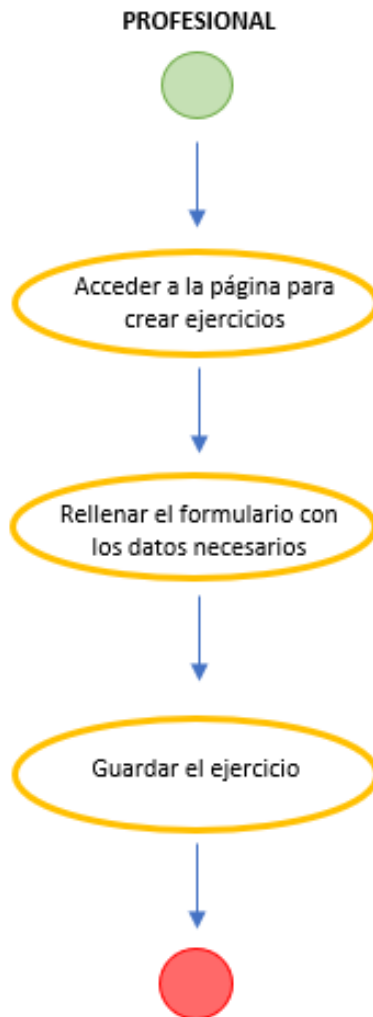 PROFESIONAL
Acceder a la página para
crear ejercicios
Rellenar el formulario con
los datos necesarios
Guardar el ejercicio